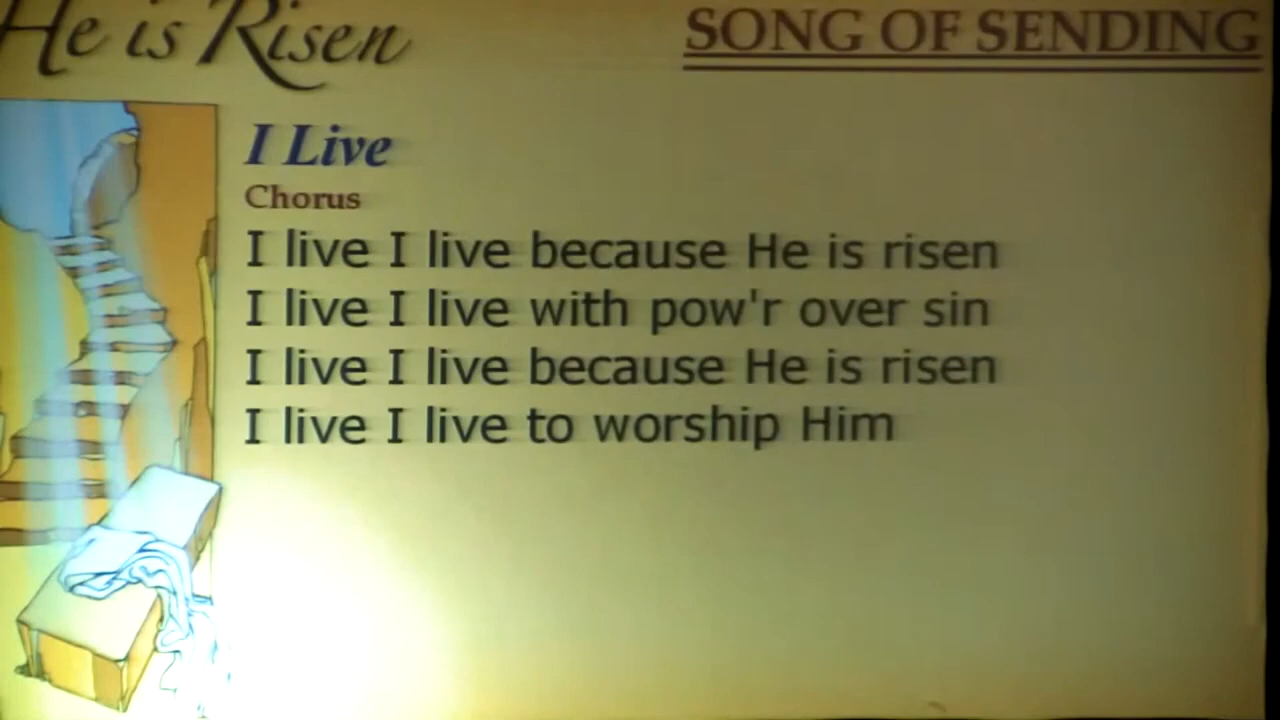 He is Risen
SONG OF SENDING
I Live
Chorus
I live I live because He is risen
I live I live with pow'r over sin
I live I live because He is risen
I live I live to worship Him